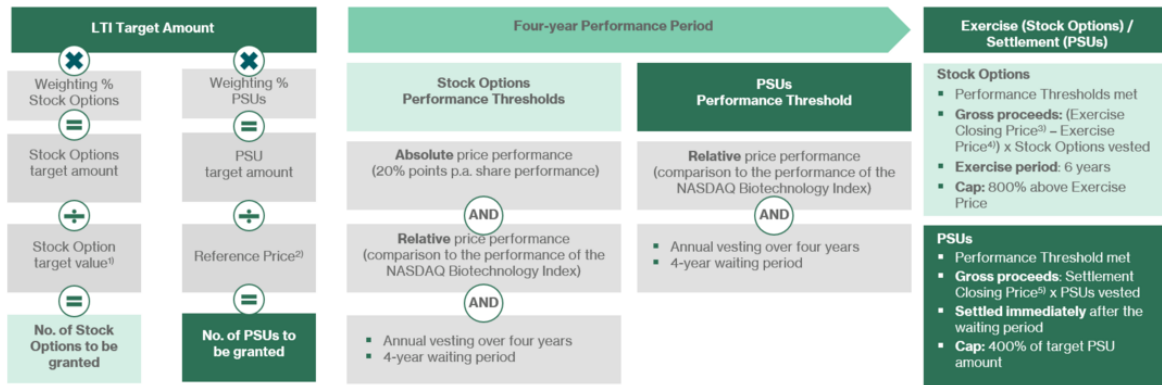 LTI Target Amount
Weighting %
Stock Options
=
Stock Options
target amount
÷
Stock Option
target value¹⁾
=
No. of Stock
Options to be
granted
Weighting %
PSUs
=
PSU
target amount
÷
Reference Price²⁾
=
No. of PSUs to
be granted
Four-year Performance Period
Stock Options
Performance Thresholds
Absolute price performance
(20% points p.a. share performance)
AND
Relative price performance
(comparison to the performance of the
NASDAQ Biotechnology Index)
AND
▪ Annual vesting over four years
▪ 4-year waiting period
PSUs
Performance Threshold
Relative price performance
(comparison to the performance of the
NASDAQ Biotechnology Index)
AND
▪ Annual vesting over four years
▪ 4-year waiting period
Exercise (Stock Options) /
Settlement (PSUs)
Stock Options
▪ Performance Thresholds met
▪ Gross proceeds: (Exercise
Closing Price³⁾ – Exercise
Price⁴⁾) x Stock Options vested
▪ Exercise period: 6 years
▪ Cap: 800% above Exercise
Price
PSUs
▪ Performance Threshold met
▪ Gross proceeds: Settlement
Closing Price⁵⁾ x PSUs vested
▪ Settled immediately after the
waiting period
▪ Cap: 400% of target PSU
amount